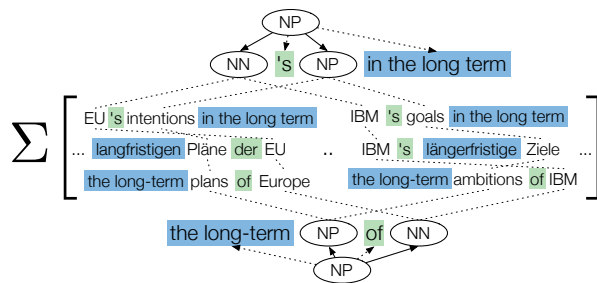 NP
NN 's NP in the long term
EU 's intentions in the long term IBM 's goals in the long term
∑ [ ... langfristigen Pläne der EU .. IBM 's längerfristige Ziele ... ]
the long-term plans of Europe the long-term ambitions of IBM
the long-term NP of NN
NP